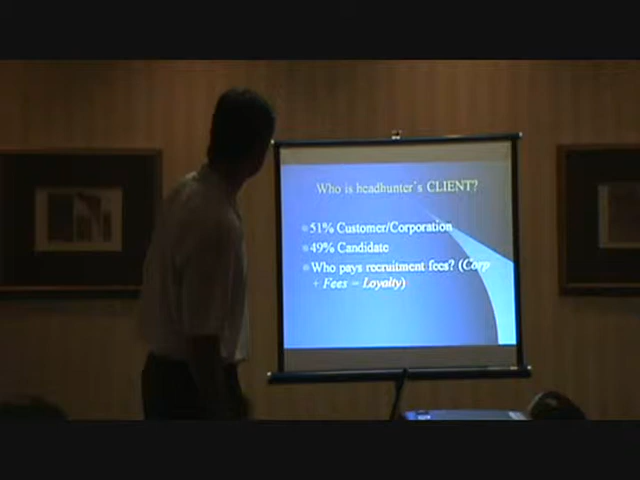 Who is headhunter's CLIENT?
51% Customer/Corporation
49% Candidate
Who pays recruitment fees? (Corp
+ Fees = Loyalty)